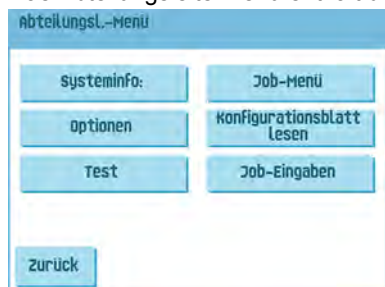 Abteilungsl.-Menü
Systeminfo:
Job-Menü
Optionen
Konfigurationsblatt
lesen
Test
Job-Eingaben
Zurück